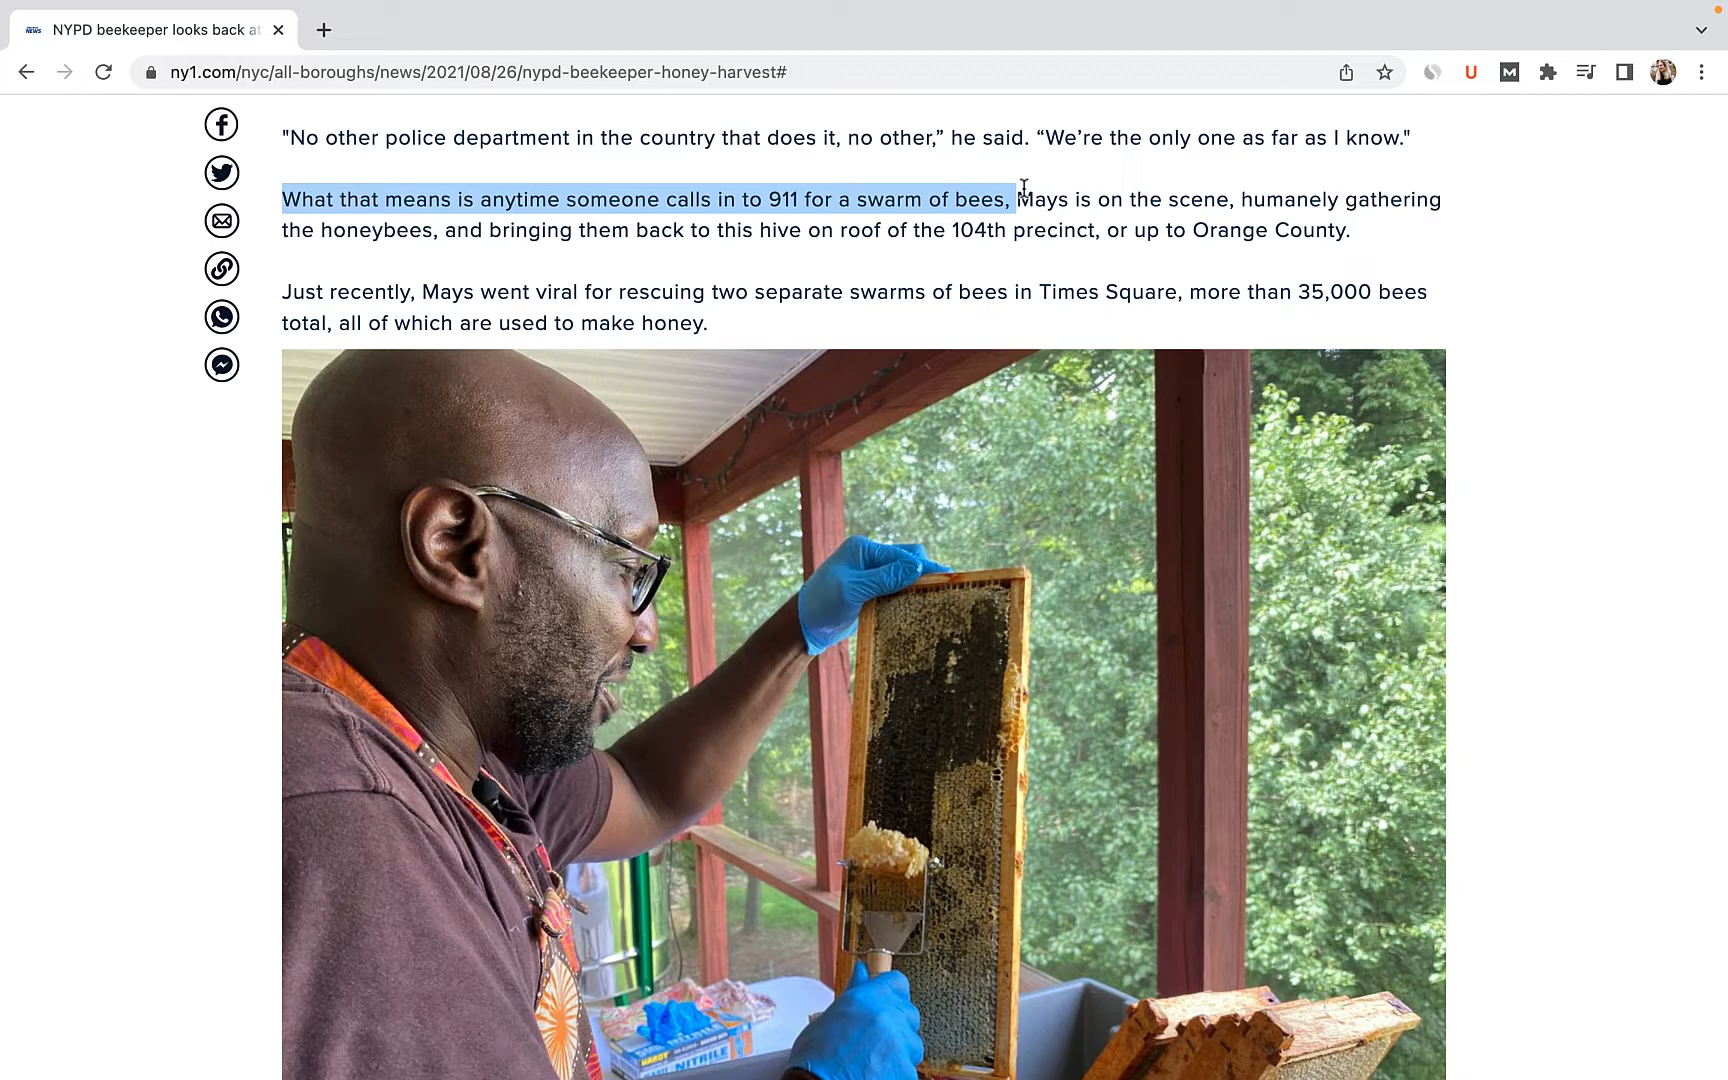 NEWS
NYPD beekeeper looks back at
ny1.com/nyc/all-boroughs/news/2021/08/26/nypd-beekeeper-honey-harvest#
"No other police department in the country that does it, no other,” he said. “We’re the only one as far as I know."
What that means is anytime someone calls in to 911 for a swarm of bees, Mays is on the scene, humanely gathering
the honeybees, and bringing them back to this hive on roof of the 104th precinct, or up to Orange County.
Just recently, Mays went viral for rescuing two separate swarms of bees in Times Square, more than 35,000 bees
total, all of which are used to make honey.
HARDY
NITRILE